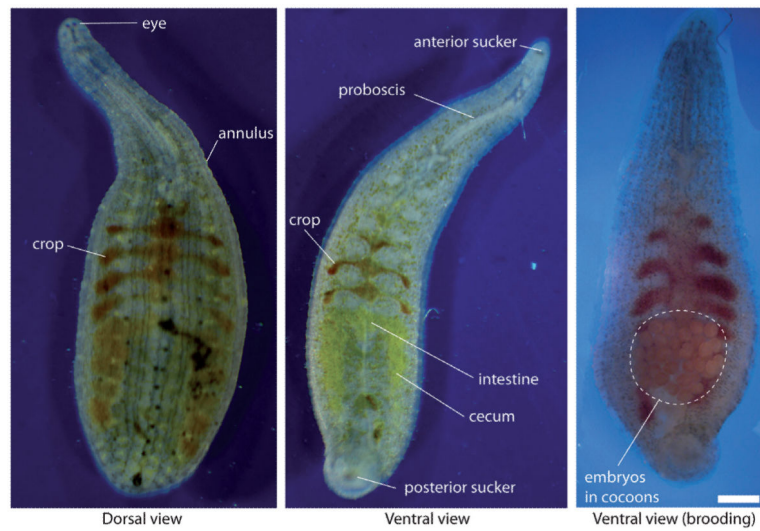 eye
annulus
crop
Dorsal view
anterior sucker
proboscis
crop
intestine
cecum
posterior sucker
Ventral view
embryos
in cocoons
Ventral view (brooding)